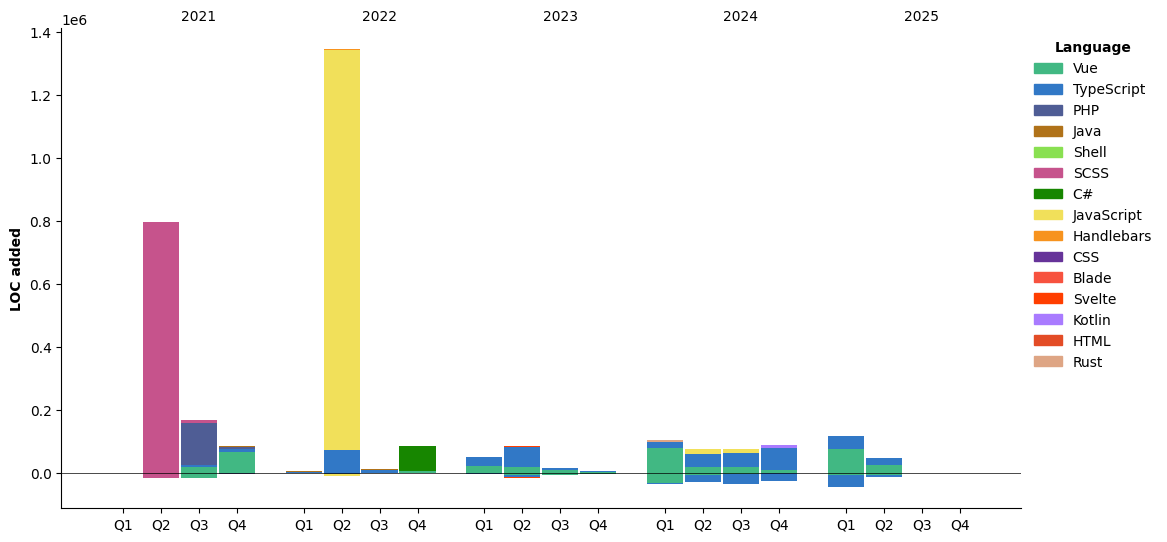 2021 2022 2023 2024 2025
1e6
1.4
1.2
1.0
0.8
0.6
0.4
0.2
0.0
LOC added
Q1 Q2 Q3 Q4 Q1 Q2 Q3 Q4 Q1 Q2 Q3 Q4 Q1 Q2 Q3 Q4 Q1 Q2 Q3 Q4
Language
Vue
TypeScript
PHP
Java
Shell
SCSS
C#
JavaScript
Handlebars
CSS
Blade
Svelte
Kotlin
HTML
Rust